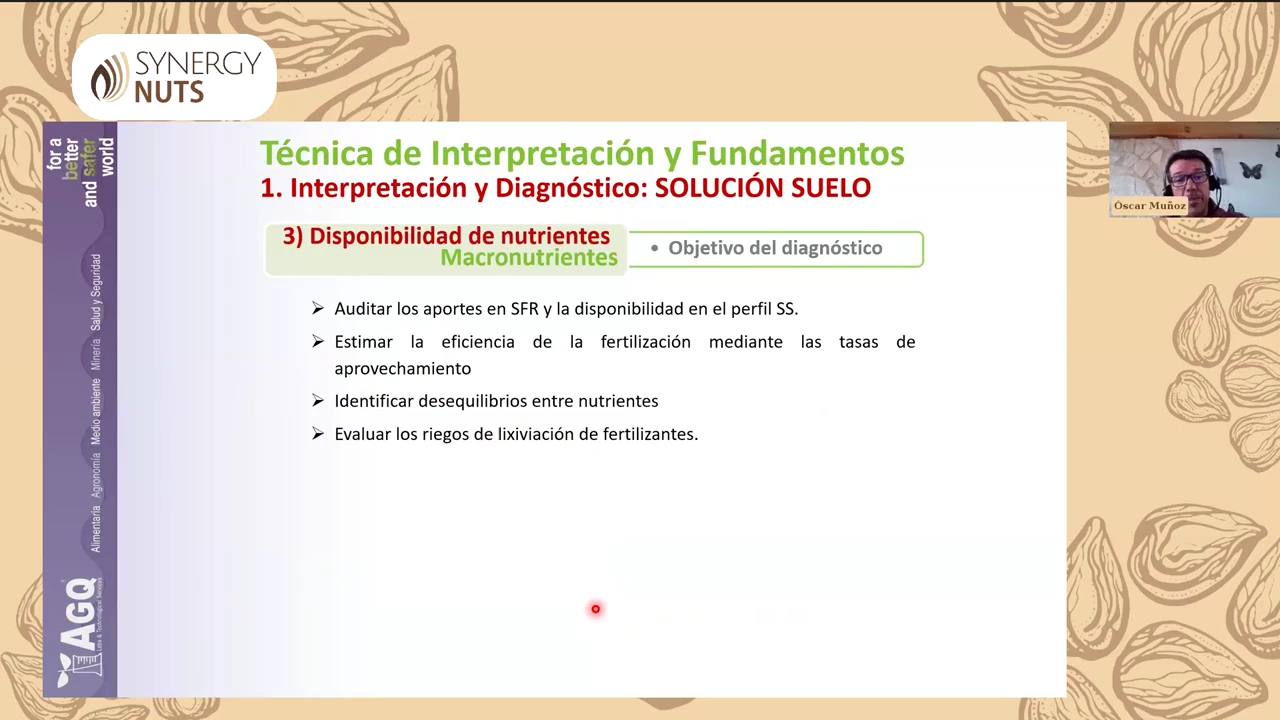 SYNERGY
NUTS
for a
better
and safer
world
Alimentaria Agronomía Medio ambiente Minería Salud y Seguridad
AGQ
Labs & Technological Services
Técnica de Interpretación y Fundamentos
1. Interpretación y Diagnóstico: SOLUCIÓN SUELO
3) Disponibilidad de nutrientes
Macronutrientes
• Objetivo del diagnóstico
➢ Auditar los aportes en SFR y la disponibilidad en el perfil SS.
➢ Estimar la eficiencia de la fertilización mediante las tasas de
aprovechamiento
➢ Identificar desequilibrios entre nutrientes
➢ Evaluar los riegos de lixiviación de fertilizantes.
Óscar Muñoz